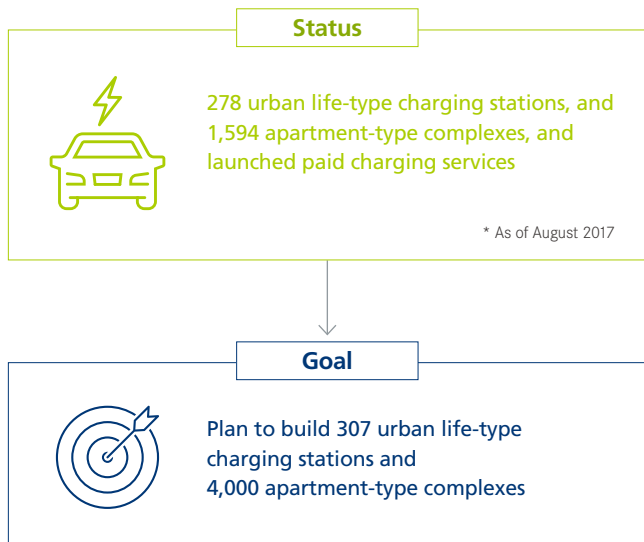 Status
278 urban life-type charging stations, and
1,594 apartment-type complexes, and
launched paid charging services
* As of August 2017
Goal
Plan to build 307 urban life-type
charging stations and
4,000 apartment-type complexes